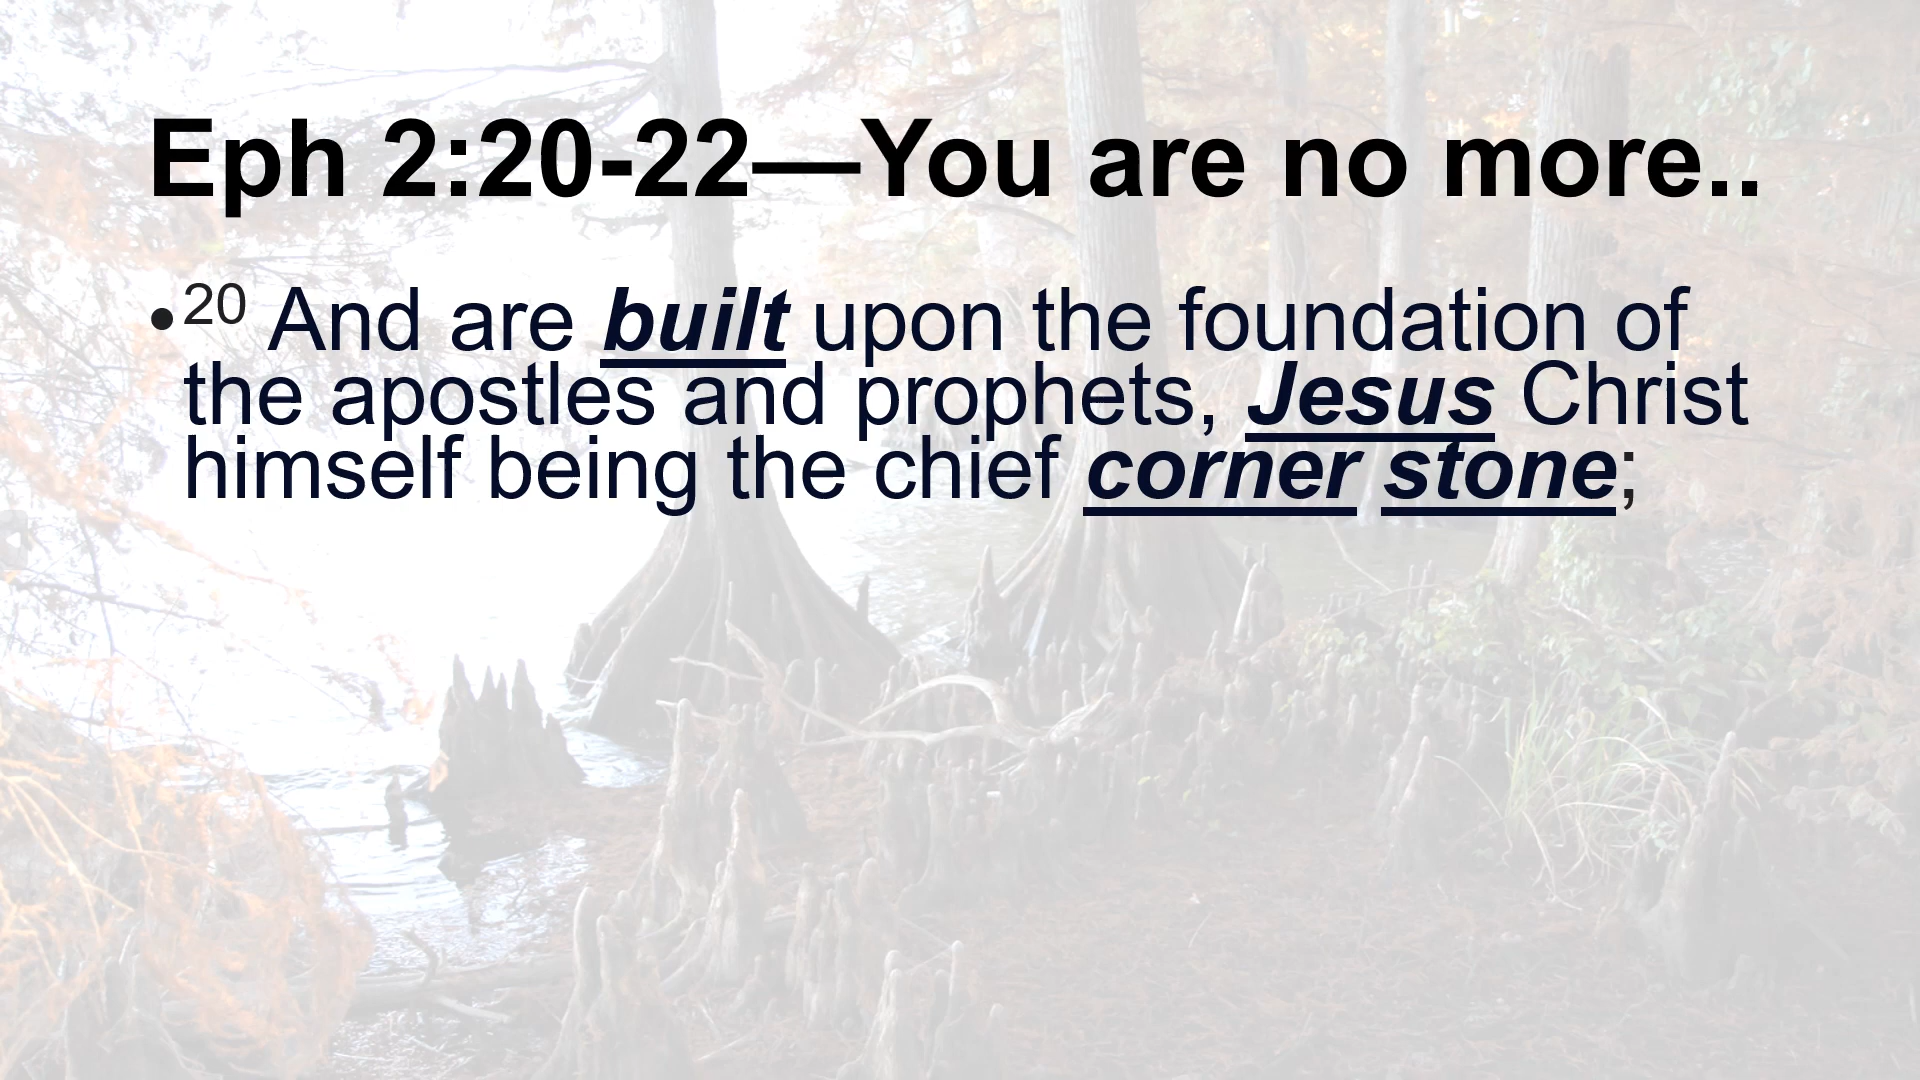 Eph 2:20-22—You are no more..
•20 And are built upon the foundation of
the apostles and prophets, Jesus Christ
himself being the chief corner stone;